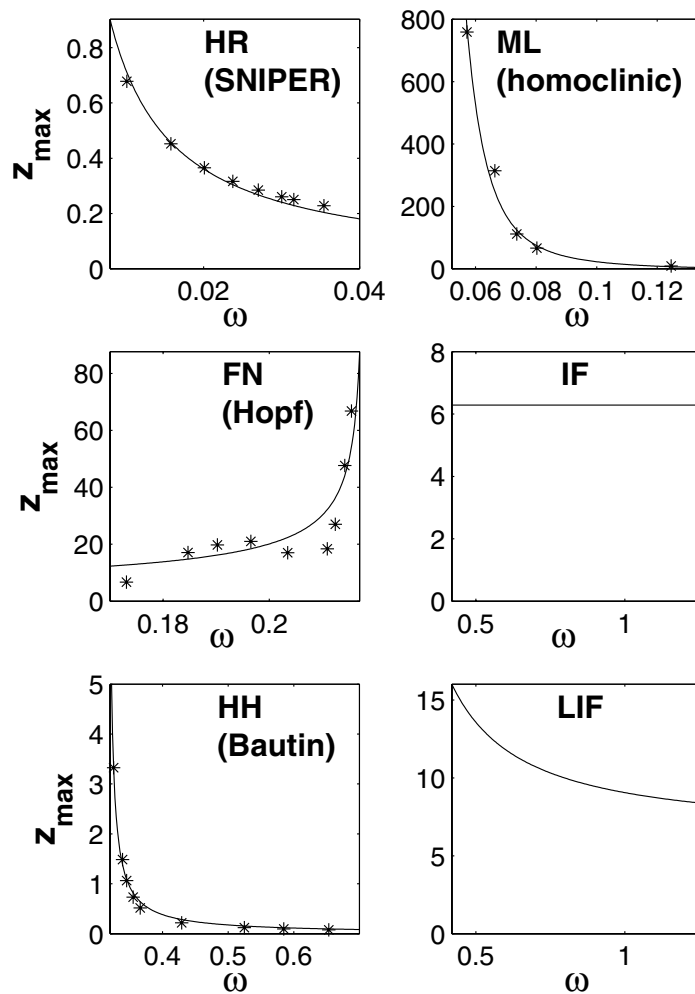 HR
(SNIPER)
z_max
0.8
0.6
0.4
0.2
0
0.02
0.04
ω
ML
(homoclinic)
800
600
400
200
0
0.06
0.08
0.1
0.12
ω
FN
(Hopf)
z_max
80
60
40
20
0
0.18
0.2
ω
IF
8
6
4
2
0
0.5
1
ω
HH
(Bautin)
z_max
5
4
3
2
1
0
0.4
0.5
0.6
ω
LIF
15
10
5
0
0.5
1
ω